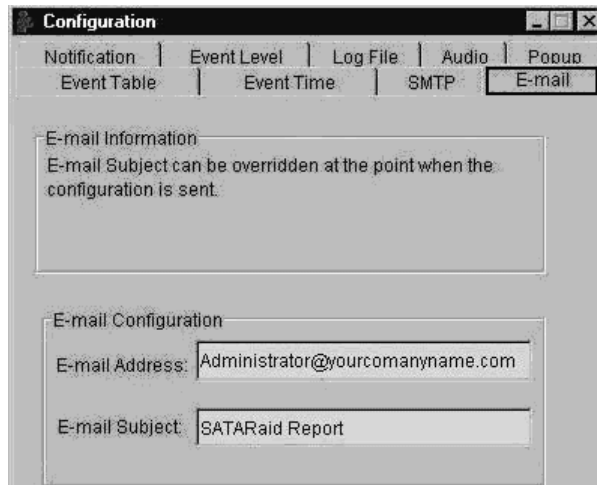 Configuration
Notification Event Level Log File Audio Popup
Event Table Event Time SMTP E-mail
E-mail Information
E-mail Subject can be overridden at the point when the
configuration is sent.
E-mail Configuration
E-mail Address: Administrator@yourcomanyname.com
E-mail Subject: SATARaid Report